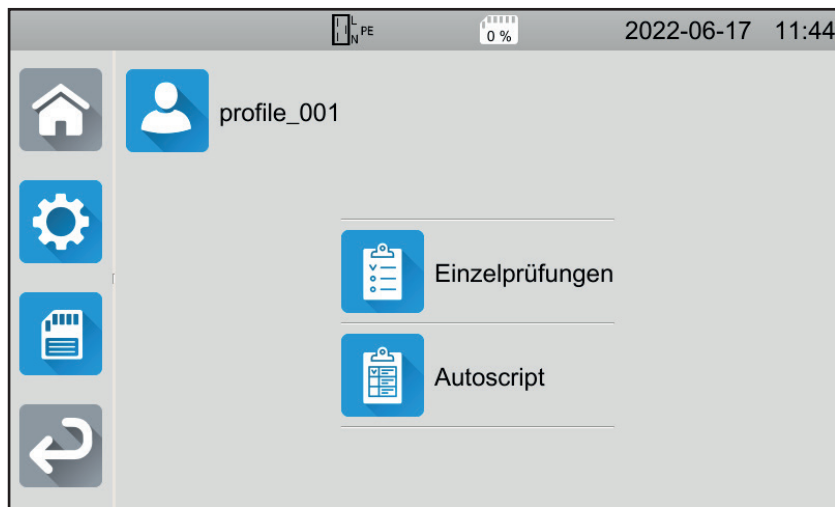 L
N PE
0 %
2022-06-17 11:44
profile_001
Einzelprüfungen
Autoscript